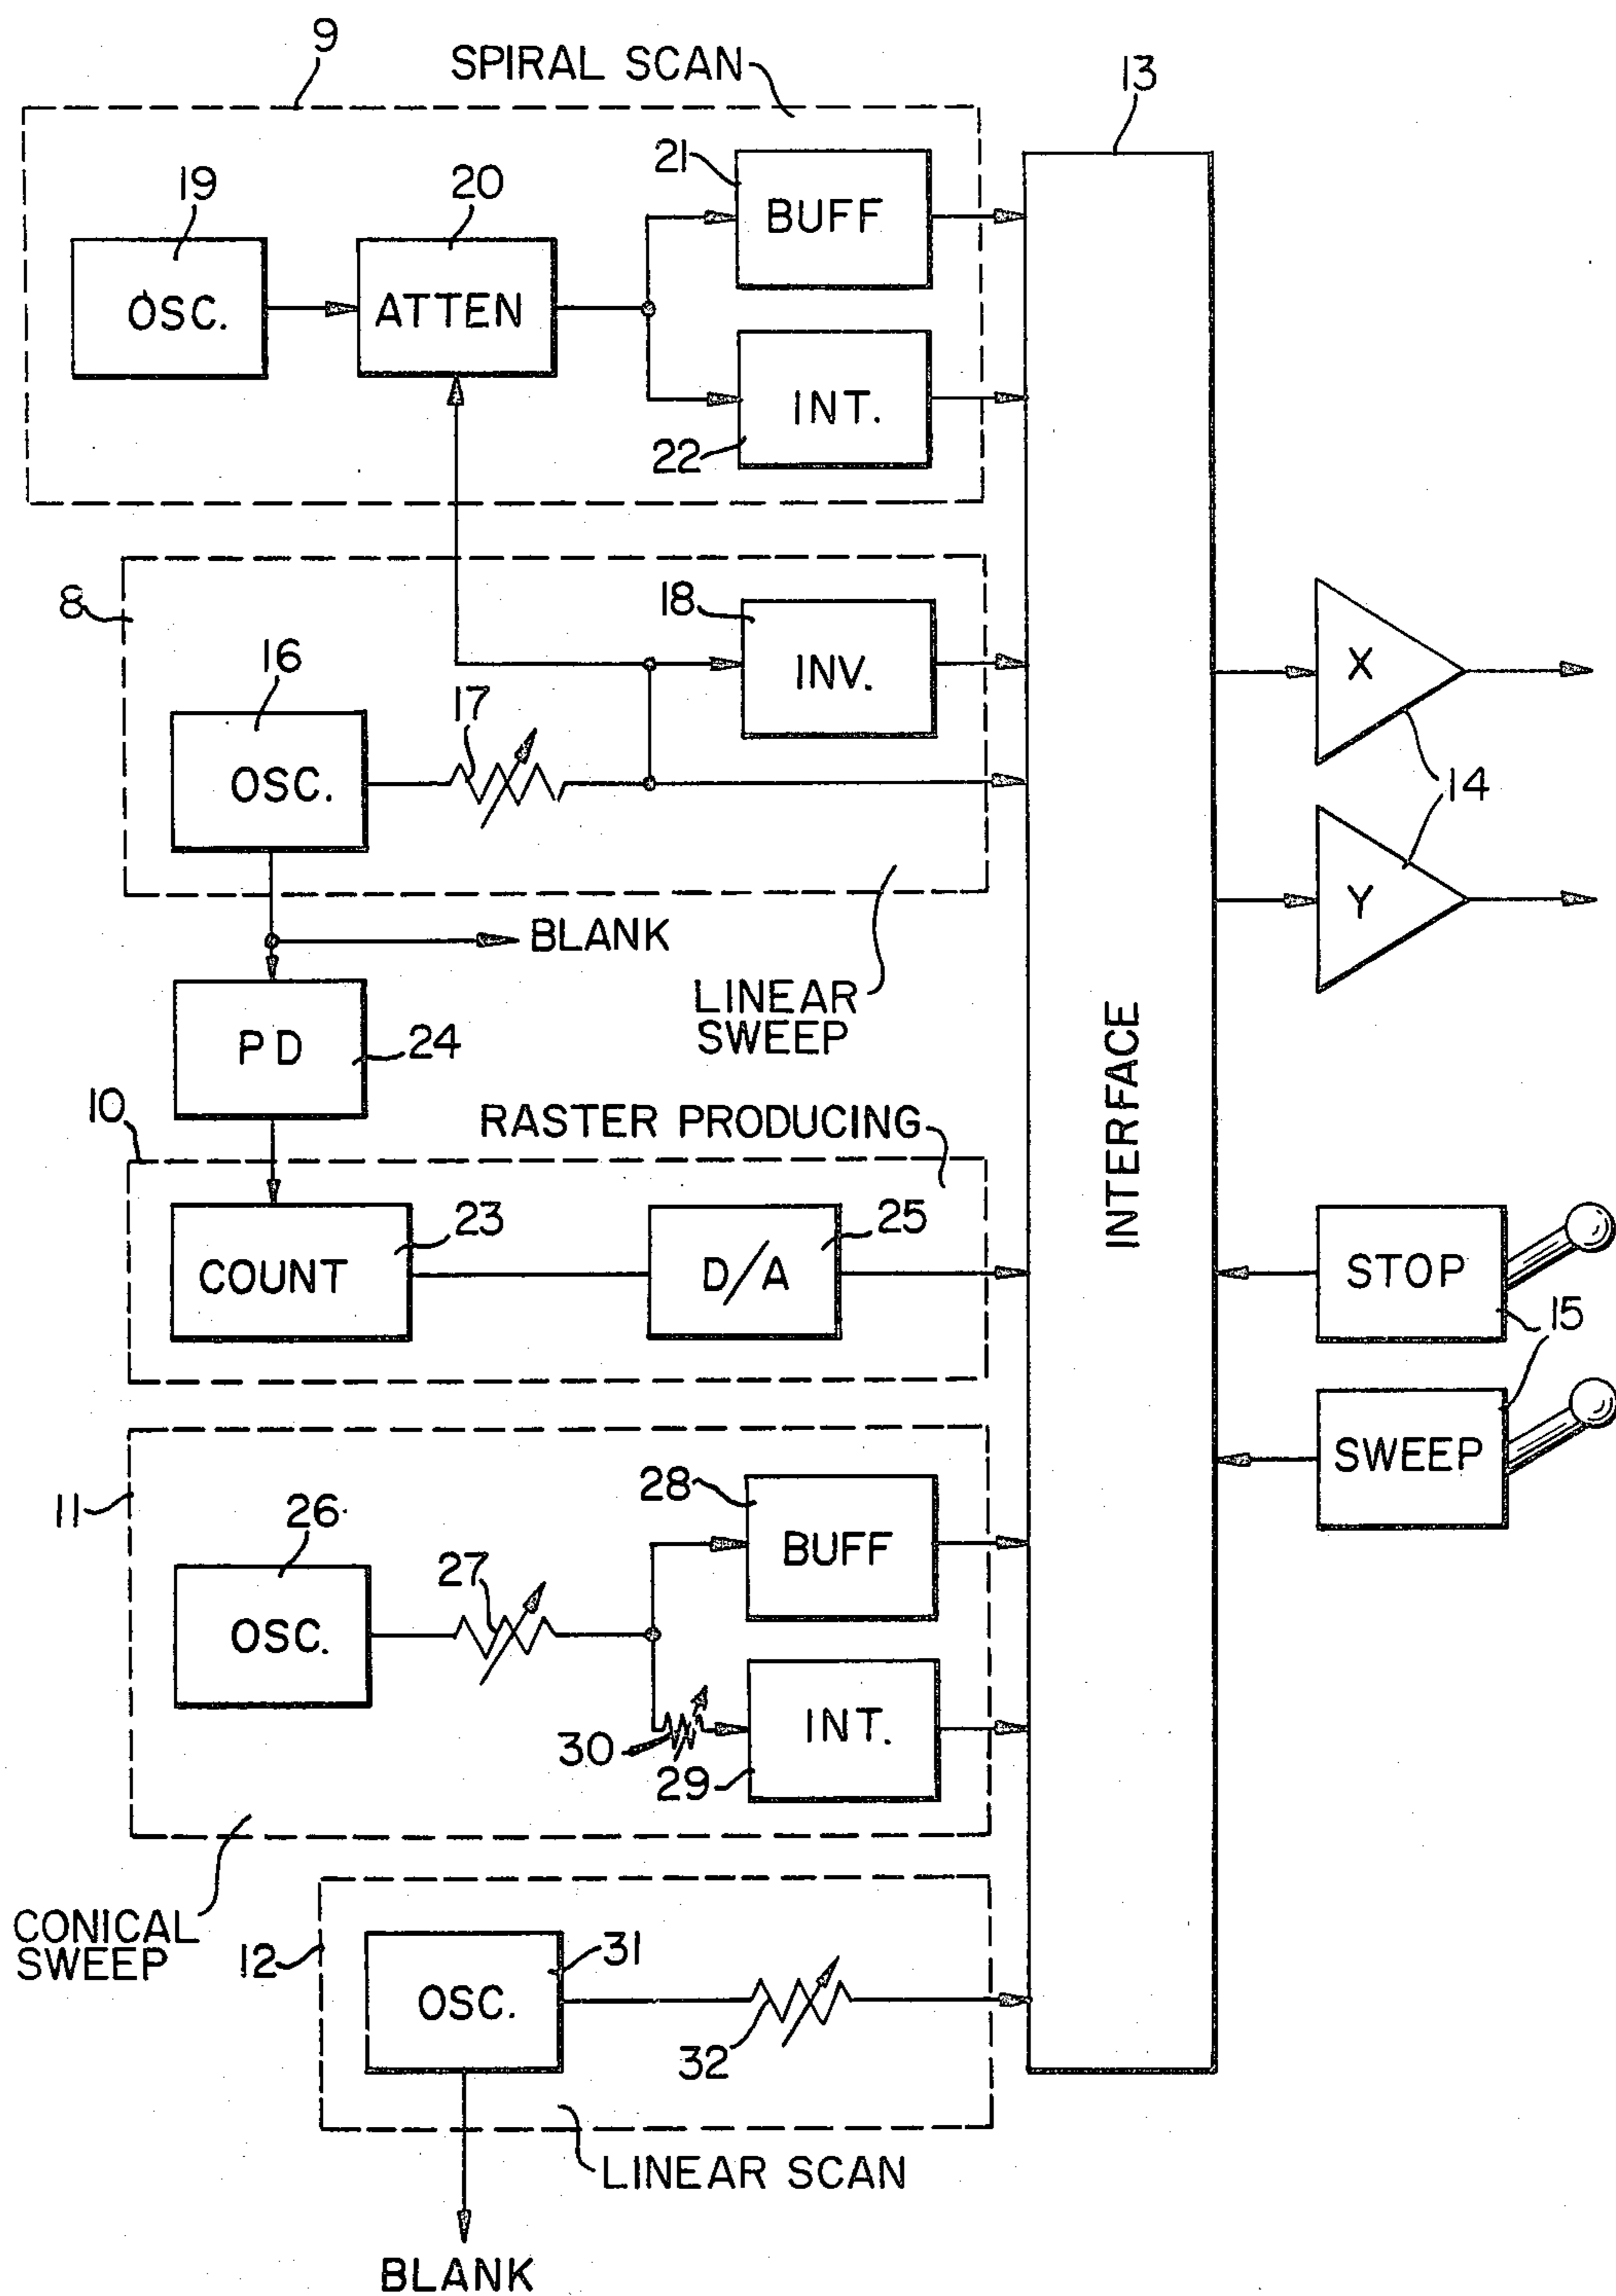 9
SPIRAL SCAN
13
19
20
21
OSC.
ATTEN
BUFF
22
INT.
8
16
17
18
OSC.
INV.
X
14
Y
BLANK
LINEAR
SWEEP
PD
24
INTERFACE
10
RASTER PRODUCING
COUNT
23
D/A
25
STOP
15
SWEEP
11
26
27
28
OSC.
BUFF
30
29
INT.
CONICAL
SWEEP
12
OSC.
31
32
LINEAR SCAN
BLANK